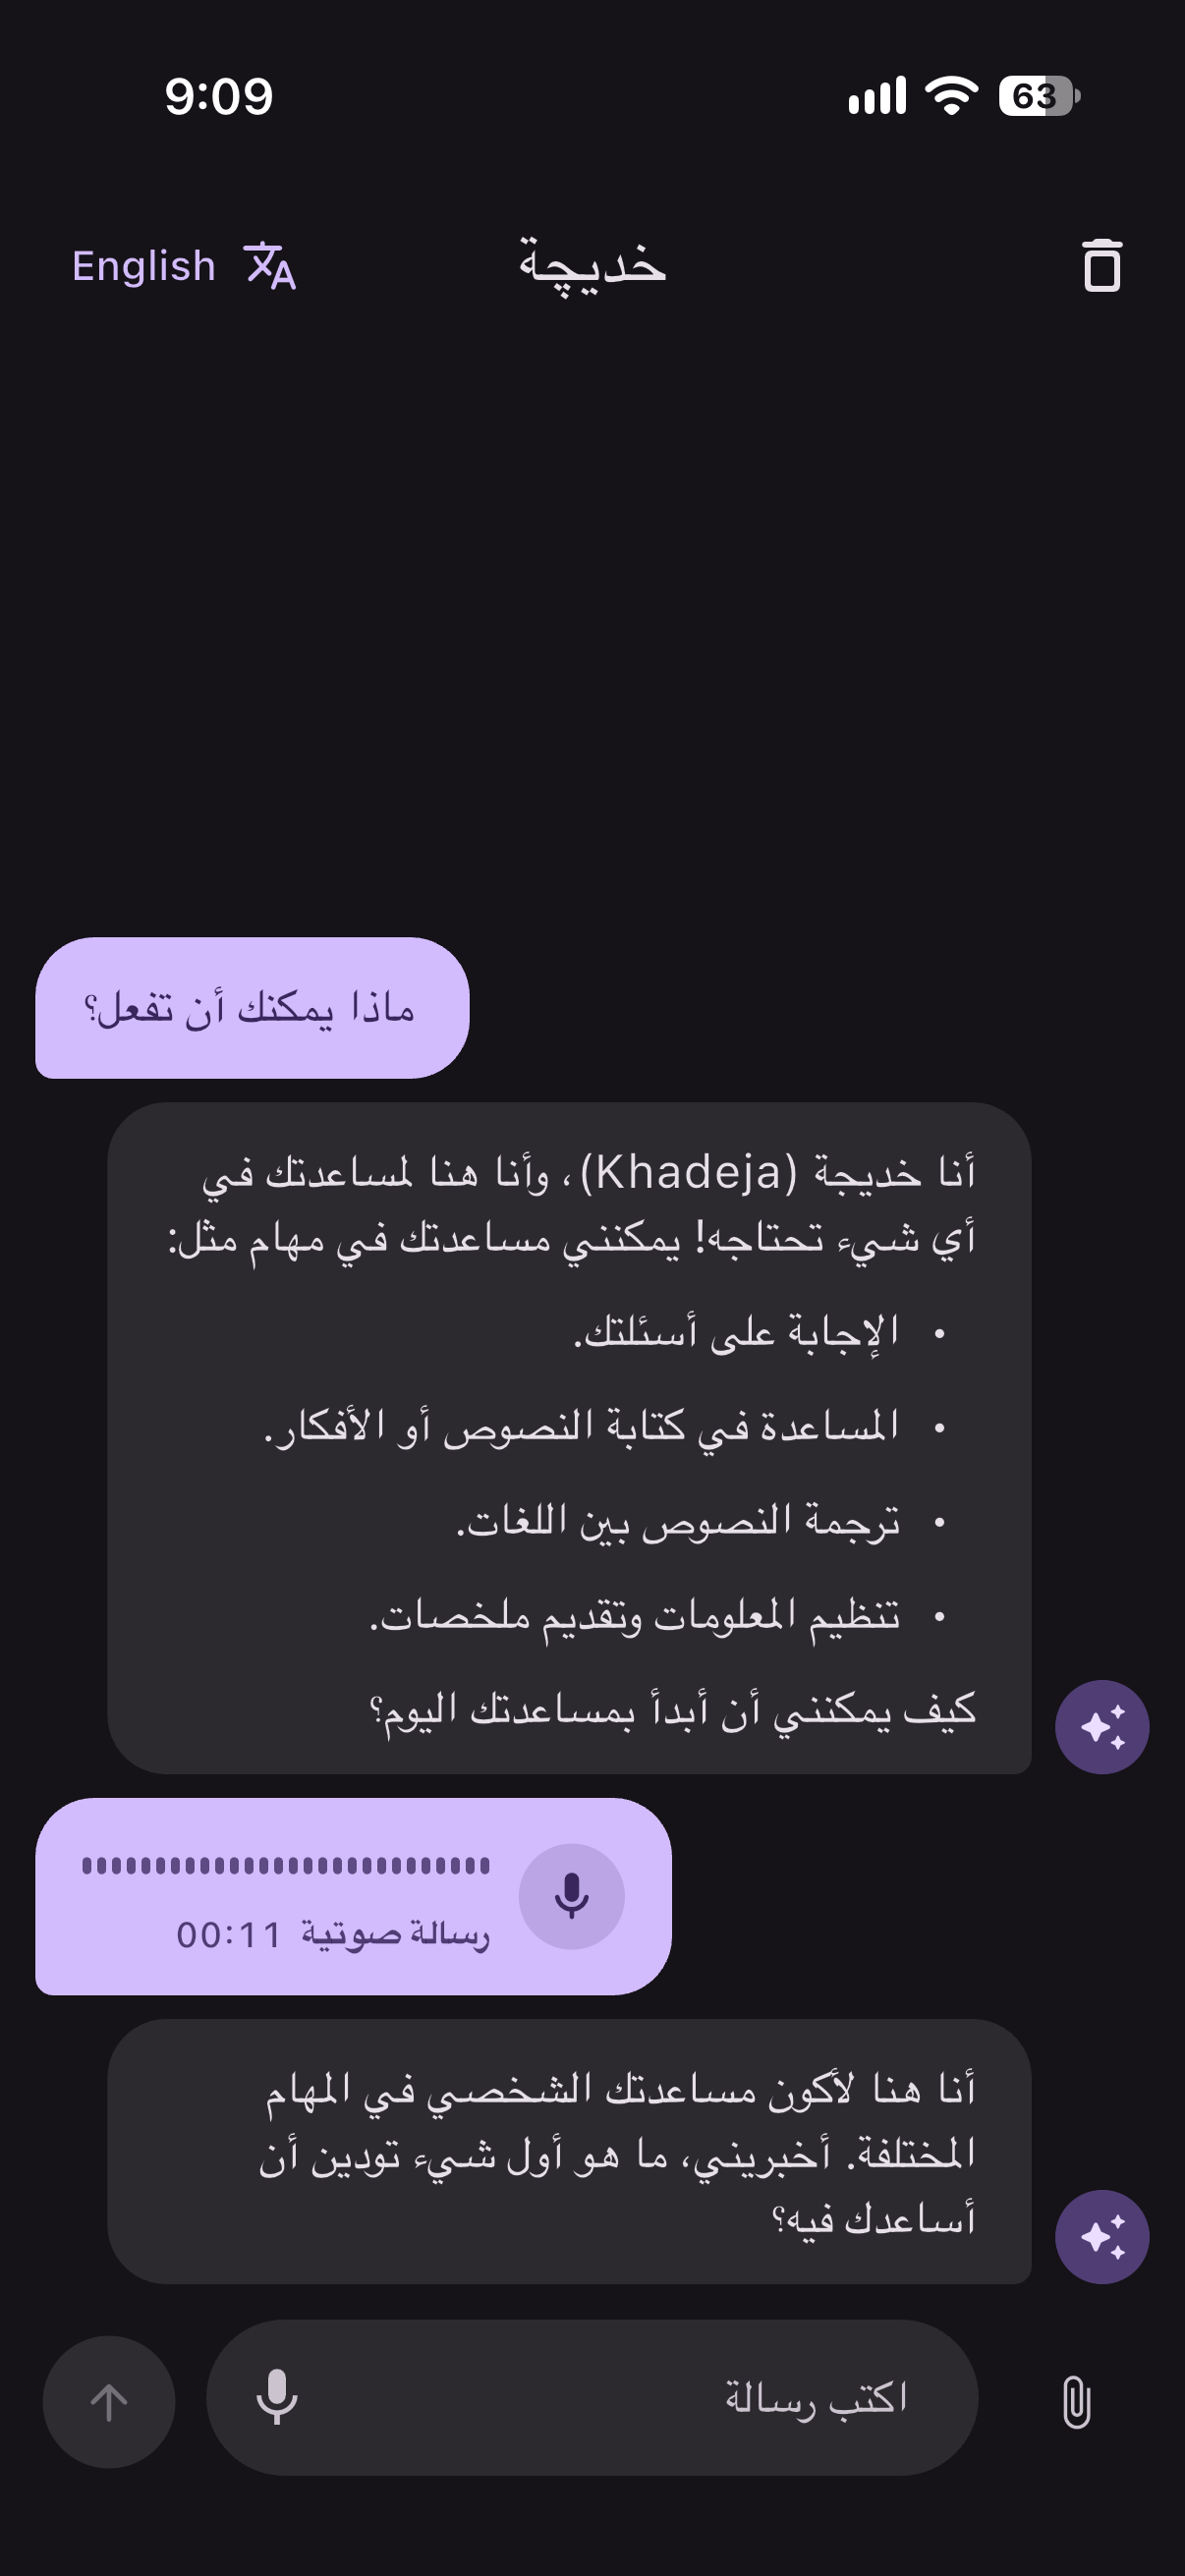 9:09
63
English
خديچة
ماذا يمكنك أن تفعل؟
أنا خديجة (Khadeja)، وأنا هنا لمساعدتك في
أي شيء تحتاجه! يمكنني مساعدتك في مهام مثل:
• الإجابة على أسئلتك.
• المساعدة في كتابة النصوص أو الأفكار.
• ترجمة النصوص بين اللغات.
• تنظيم المعلومات وتقديم ملخصات.
كيف يمكنني أن أبدأ بمساعدتك اليوم؟
رسالة صوتية 00:11
أنا هنا لأكون مساعدتك الشخصي في المهام
المختلفة. أخبريني، ما هو أول شيء تودين أن
أساعدك فيه؟
اكتب رسالة